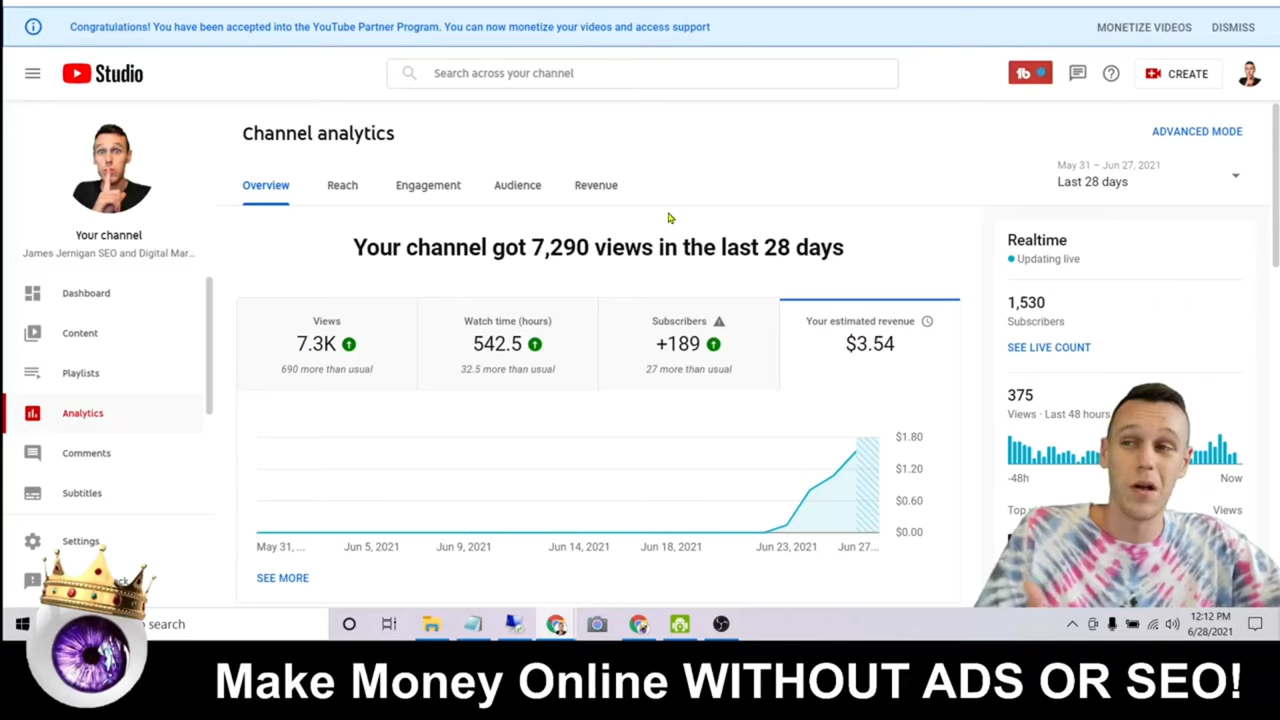 Congratulations! You have been accepted into the YouTube Partner Program. You can now monetize your videos and access support
MONETIZE VIDEOS
DISMISS
Studio
Search across your channel
tb
CREATE
Your channel
James Jernigan SEO and Digital Mar...
Dashboard
Content
Playlists
Analytics
Comments
Subtitles
Settings
Channel analytics
ADVANCED MODE
Overview
Reach
Engagement
Audience
Revenue
May 31 – Jun 27, 2021
Last 28 days
Your channel got 7,290 views in the last 28 days
Views
7.3K
690 more than usual
Watch time (hours)
542.5
32.5 more than usual
Subscribers
+189
27 more than usual
Your estimated revenue
$3.54
$1.80
$1.20
$0.60
$0.00
May 31, ...
Jun 5, 2021
Jun 9, 2021
Jun 14, 2021
Jun 18, 2021
Jun 23, 2021
Jun 27...
SEE MORE
Realtime
Updating live
1,530
Subscribers
SEE LIVE COUNT
375
Views · Last 48 hours
-48h
Now
Top
Views
search
12:12 PM
6/28/2021
Make Money Online WITHOUT ADS OR SEO!